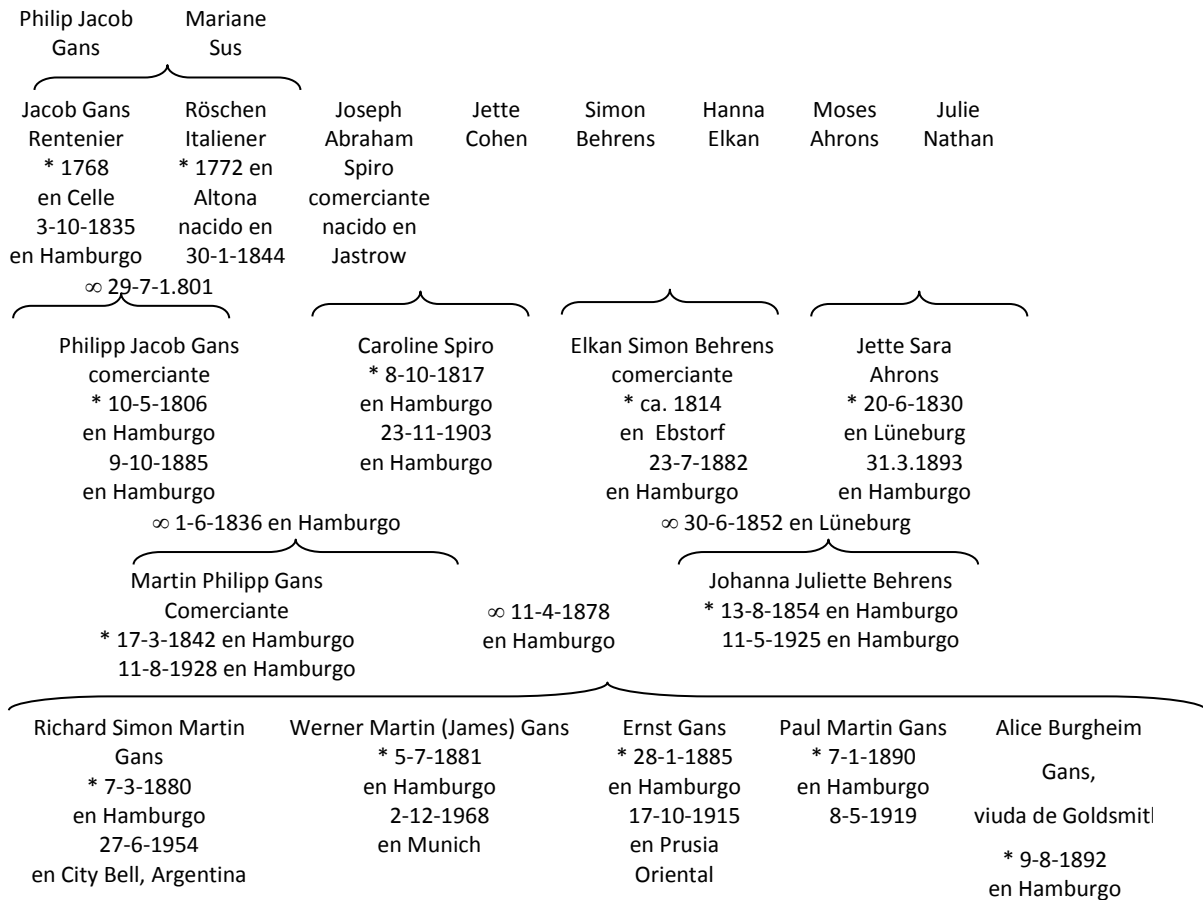 Philip Jacob
Gans
Mariane
Sus
Jacob Gans
Rentenier
* 1768
en Celle
3-10-1835
en Hamburgo
Röschen
Italiener
* 1772 en
Altona
nacido en
30-1-1844
∞ 29-7-1.801
Joseph
Abraham
Spiro
comerciante
nacido en
Jastrow
Jette
Cohen
Simon
Behrens
Hanna
Elkan
Moses
Ahrons
Julie
Nathan
Philipp Jacob Gans
comerciante
* 10-5-1806
en Hamburgo
9-10-1885
en Hamburgo
Caroline Spiro
* 8-10-1817
en Hamburgo
23-11-1903
en Hamburgo
∞ 1-6-1836 en Hamburgo
Elkan Simon Behrens
comerciante
* ca. 1814
en Ebstorf
23-7-1882
en Hamburgo
Jette Sara
Ahrons
* 20-6-1830
en Lüneburg
31.3.1893
en Hamburgo
∞ 30-6-1852 en Lüneburg
Martin Philipp Gans
Comerciante
* 17-3-1842 en Hamburgo
11-8-1928 en Hamburgo
∞ 11-4-1878
en Hamburgo
Johanna Juliette Behrens
* 13-8-1854 en Hamburgo
11-5-1925 en Hamburgo
Richard Simon Martin
Gans
* 7-3-1880
en Hamburgo
27-6-1954
en City Bell, Argentina
Werner Martin (James) Gans
* 5-7-1881
en Hamburgo
2-12-1968
en Munich
Ernst Gans
* 28-1-1885
en Hamburgo
17-10-1915
en Prusia
Oriental
Paul Martin Gans
* 7-1-1890
en Hamburgo
8-5-1919
Alice Burgheim
Gans,
viuda de
* 9-8-1892
en Hamburgo